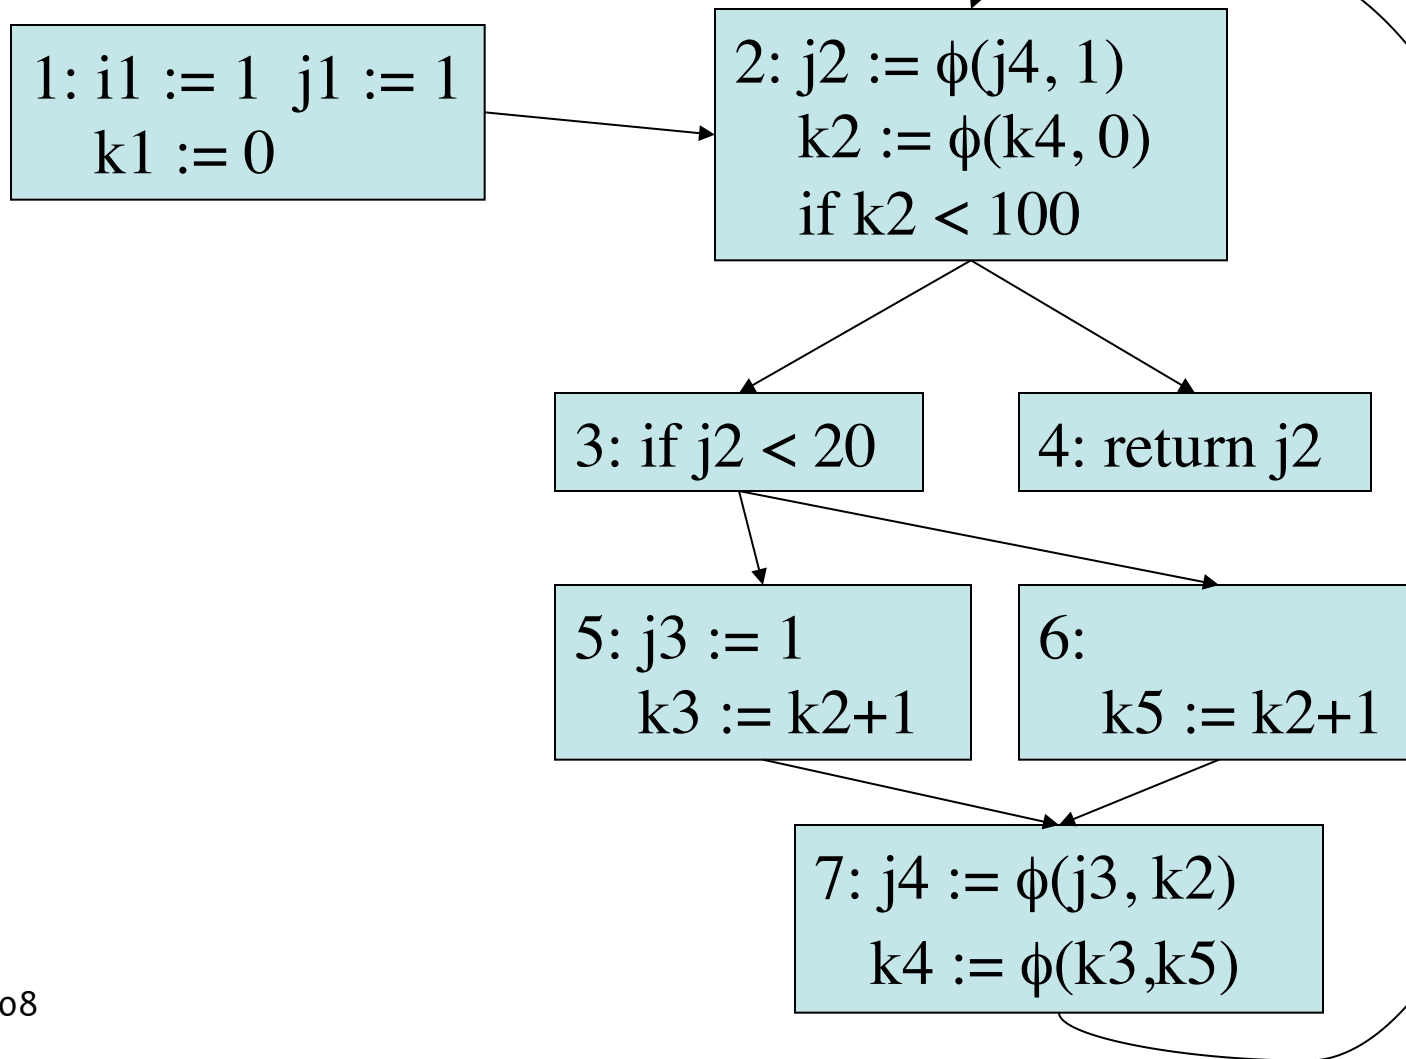 1: i1 := 1 j1 := 1
k1 := 0
2: j2 := ϕ(j4, 1)
k2 := ϕ(k4, 0)
if k2 < 100
3: if j2 < 20
4: return j2
5: j3 := 1
k3 := k2+1
6:
k5 := k2+1
7: j4 := ϕ(j3, k2)
k4 := ϕ(k3,k5)
o8